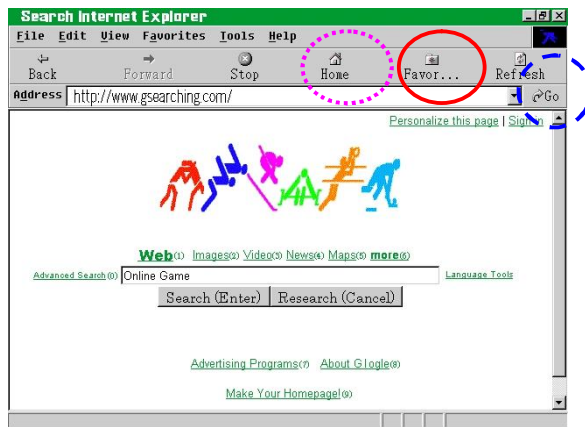 Search Internet Explorer
File Edit View Favorites Tools Help
Back Forward Stop Home Favor... Refresh
Address http://www.gsearching.com/ Go
Personalize this page | Sign in
Web(1) Images(2) Video(3) News(4) Maps(5) more(6)
Advanced Search(0) Online Game Language Tools
Search (Enter) Research (Cancel)
Advertising Programs(7) About Glogle(8)
Make Your Homepage!(9)